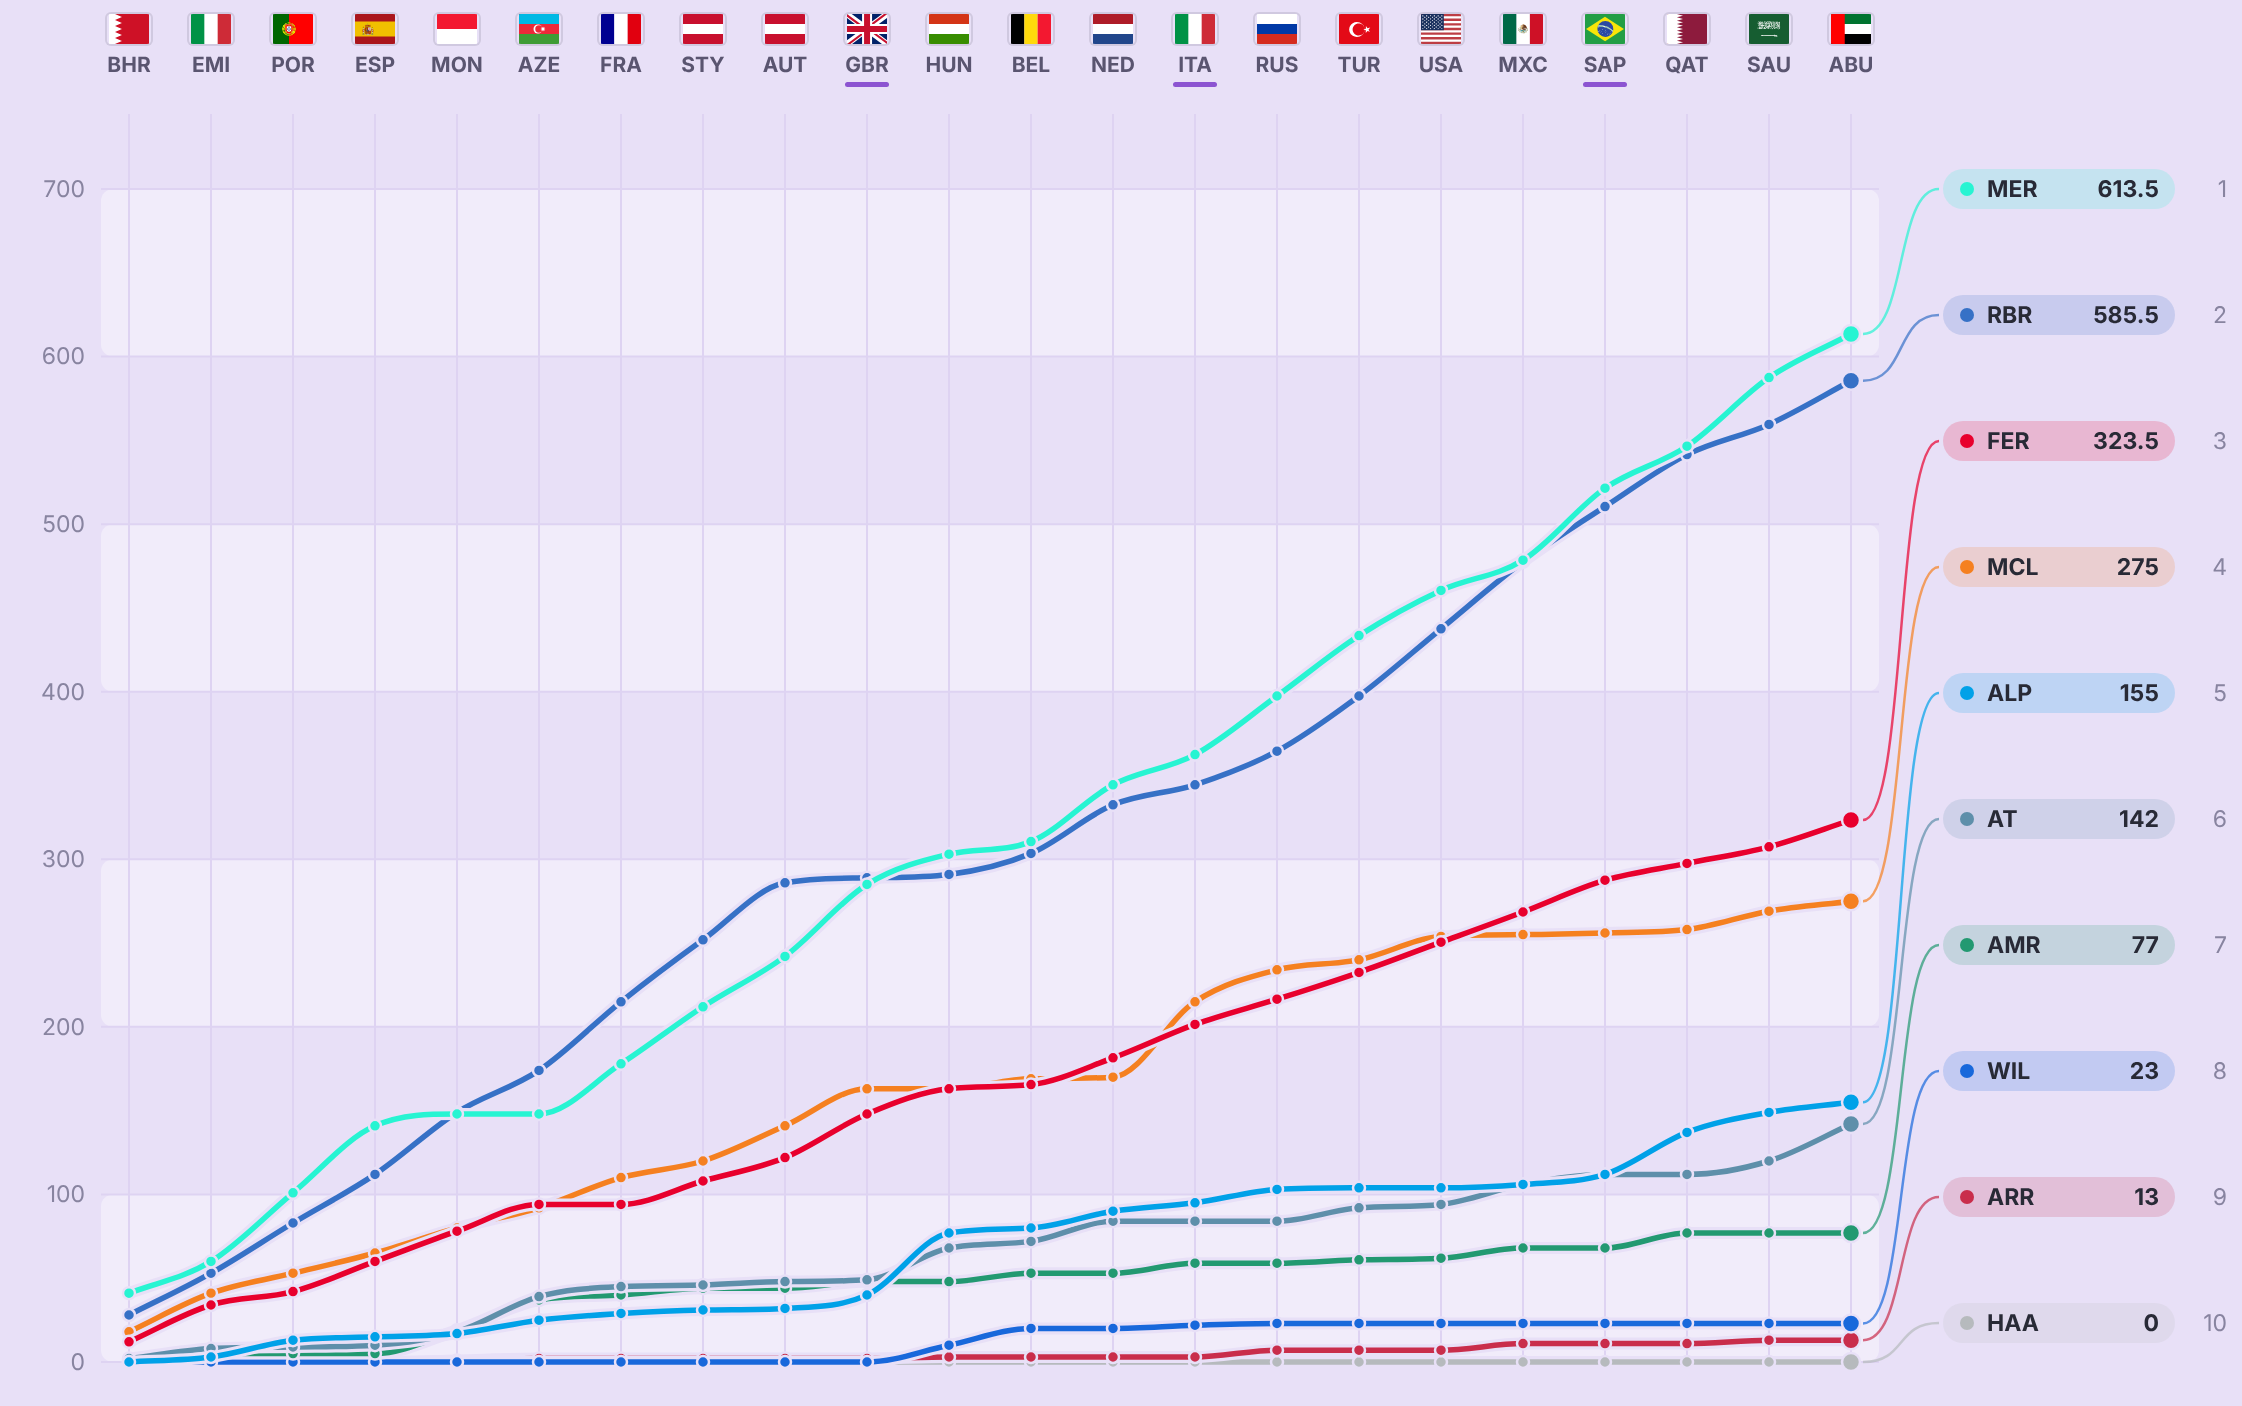 BHR EMI POR ESP MON AZE FRA STY AUT GBR HUN BEL NED ITA RUS TUR USA MXC SAP QAT SAU ABU
700
600
500
400
300
200
100
0
MER 613.5 1
RBR 585.5 2
FER 323.5 3
MCL 275 4
ALP 155 5
AT 142 6
AMR 77 7
WIL 23 8
ARR 13 9
HAA 0 10